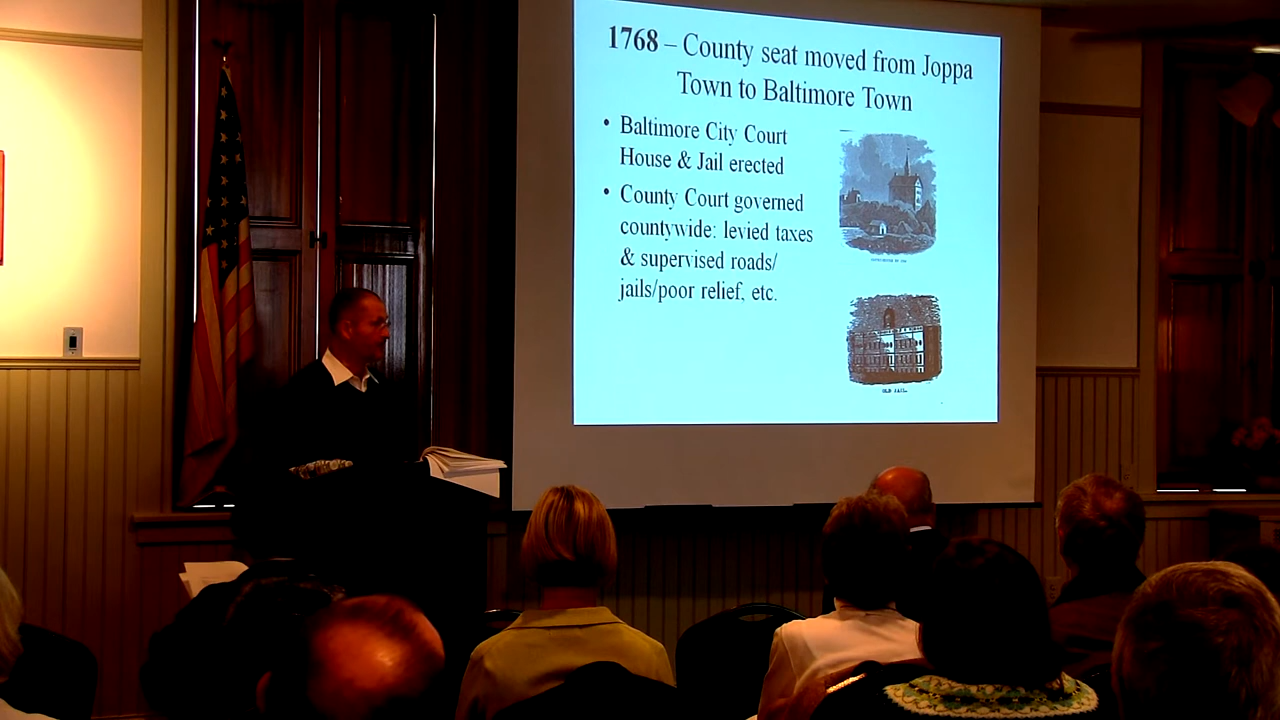 1768 – County seat moved from Joppa
Town to Baltimore Town
• Baltimore City Court
House & Jail erected
• County Court governed
countywide: levied taxes
& supervised roads/
jails/poor relief, etc.
OLD JAIL.